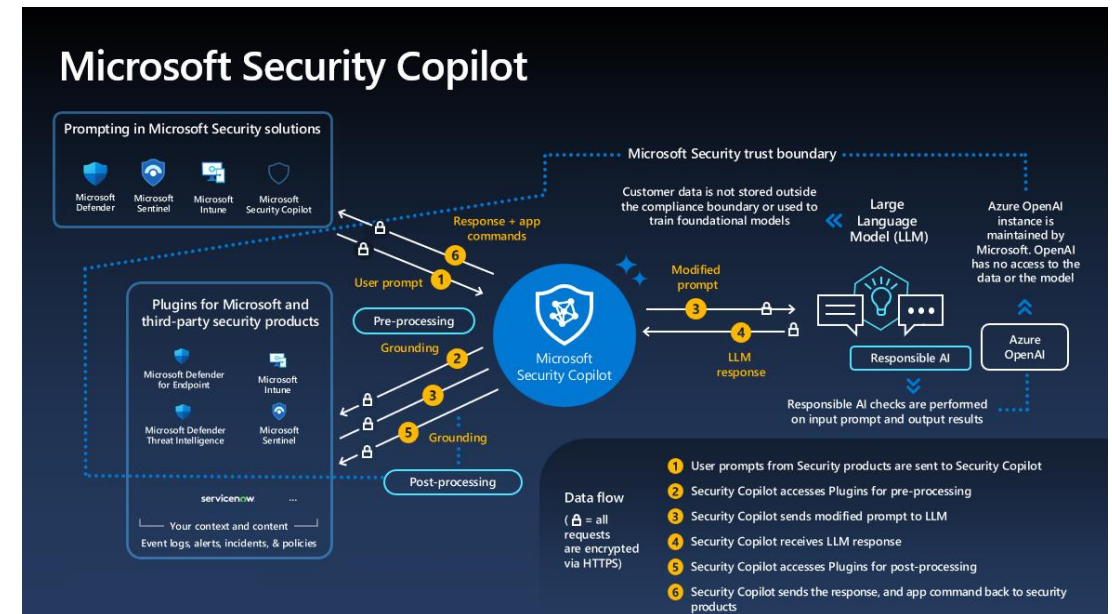 Microsoft Security Copilot
Prompting in Microsoft Security solutions
Microsoft
Defender
Microsoft
Sentinel
Microsoft
Intune
Microsoft
Security Copilot
Response + app
commands
6
User prompt
1
Microsoft Security trust boundary
Customer data is not stored outside
the compliance boundary or used to
train foundational models
Large
Language
Model (LLM)
Azure OpenAI
instance is
maintained by
Microsoft. OpenAI
has no access to the
data or the model
Plugins for Microsoft and
third-party security products
Microsoft Defender
for Endpoint
Microsoft
Intune
Microsoft Defender
Threat Intelligence
Microsoft
Sentinel
servicenow
...
Your context and content
Event logs, alerts, incidents, & policies
Pre-processing
Grounding
2
3
5
Grounding
Post-processing
Microsoft
Security Copilot
Modified
prompt
3
4
LLM
response
Responsible AI
Azure
OpenAI
Responsible AI checks are performed
on input prompt and output results
Data flow
( = all
requests
are encrypted
via HTTPS)
1 User prompts from Security products are sent to Security Copilot
2 Security Copilot accesses Plugins for pre-processing
3 Security Copilot sends modified prompt to LLM
4 Security Copilot receives LLM response
5 Security Copilot accesses Plugins for post-processing
6 Security Copilot sends the response, and app command back to security
products